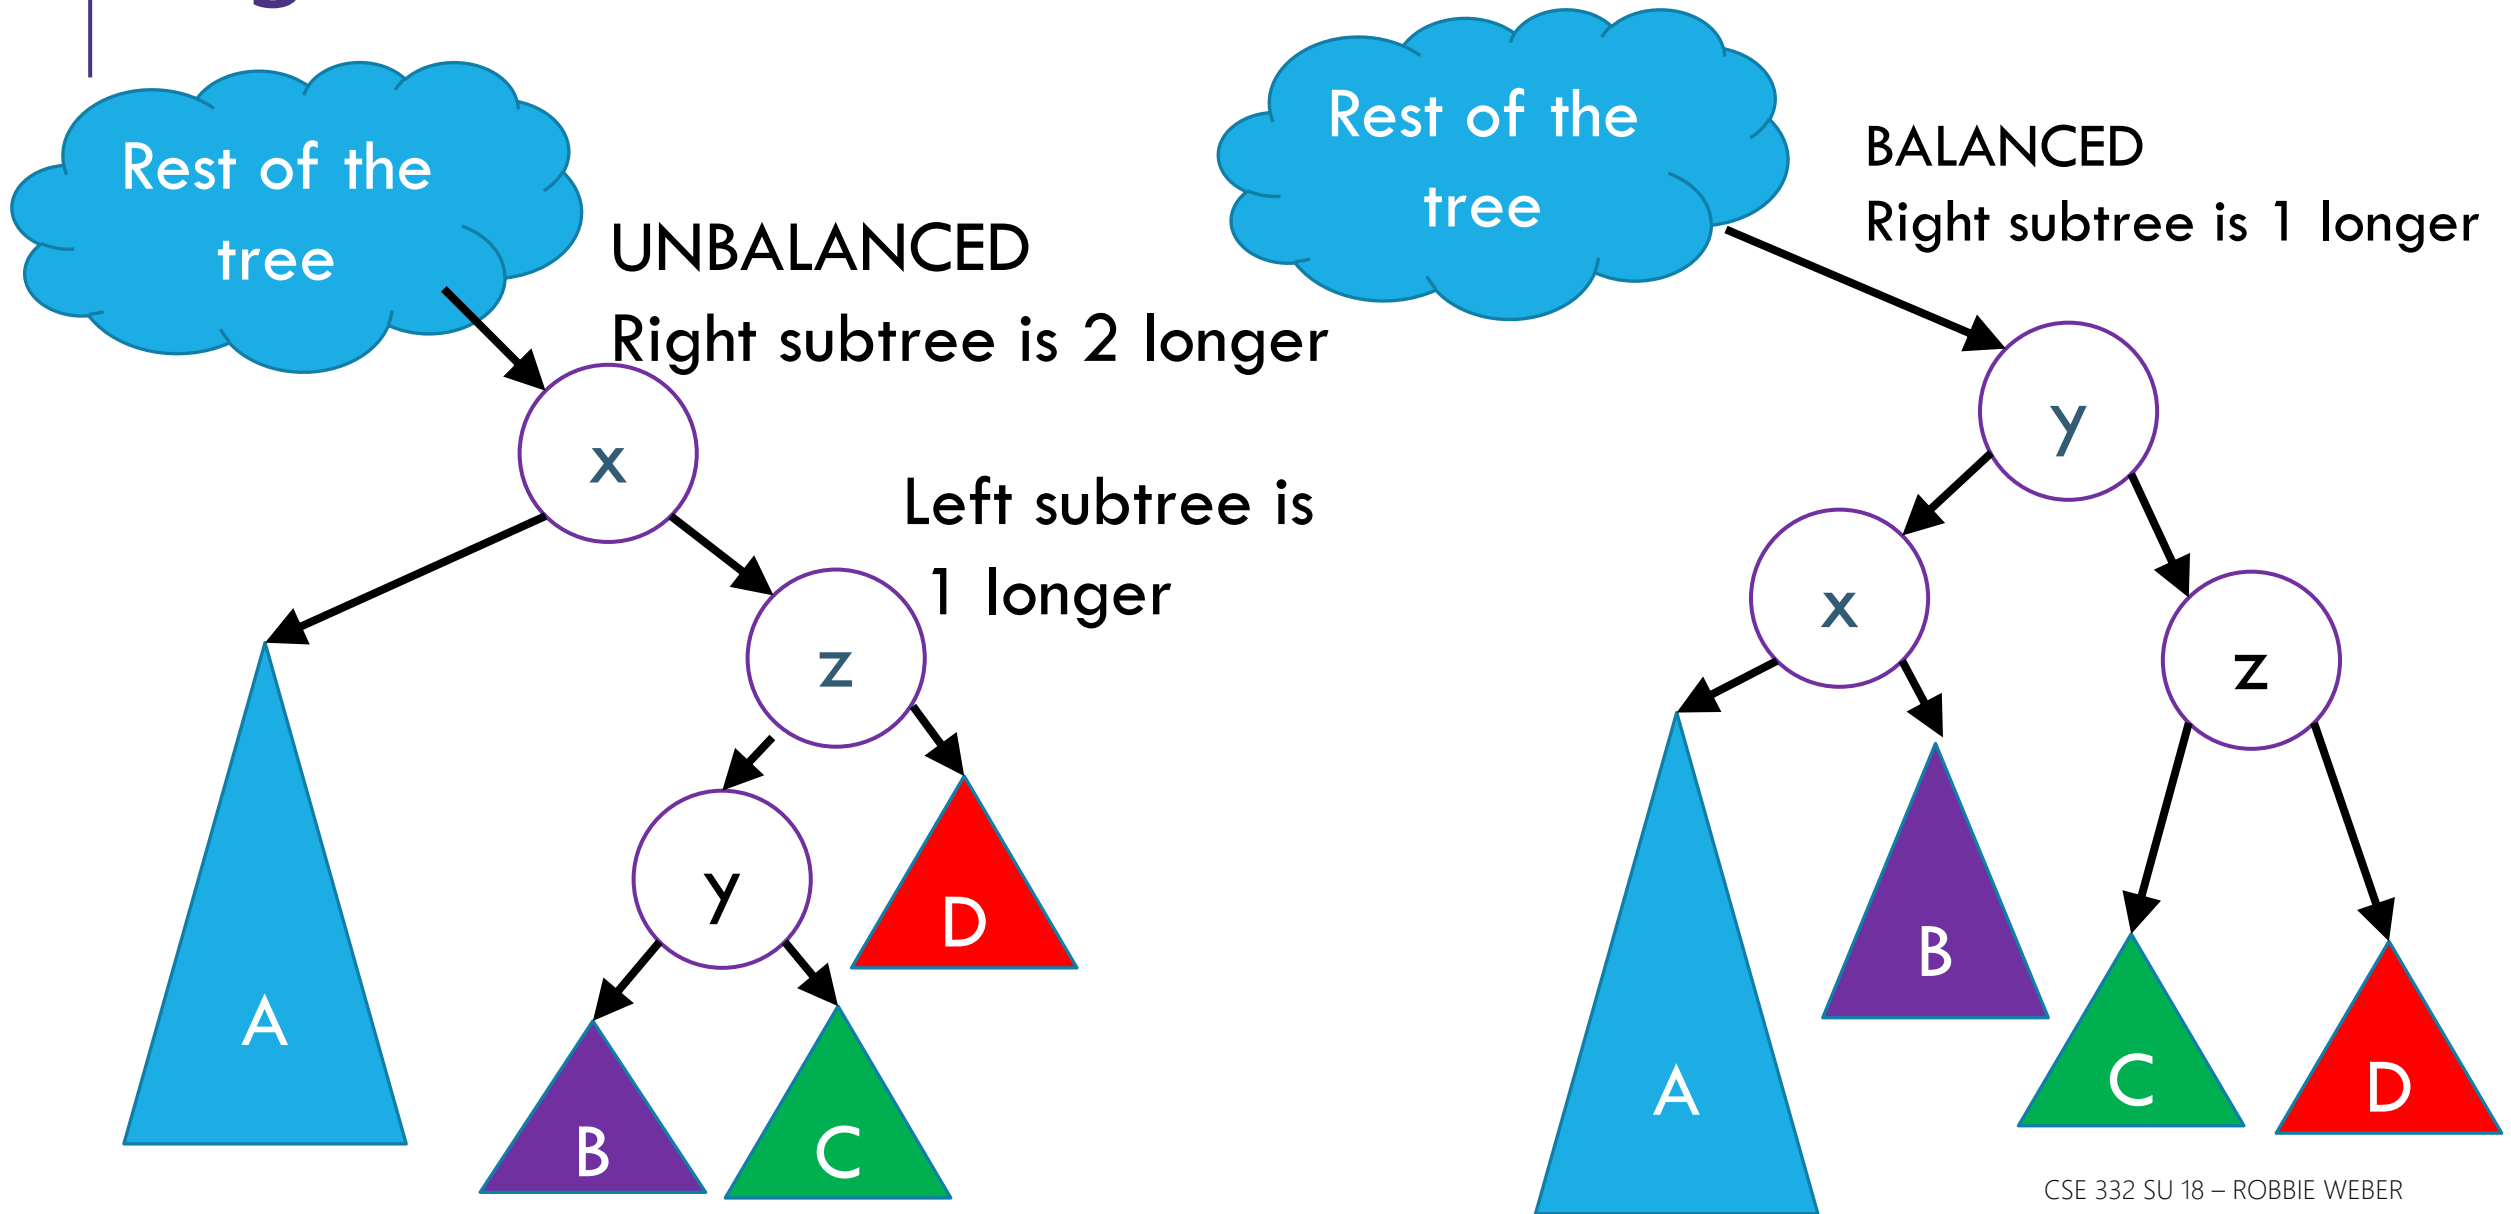 Rest of the
tree
UNBALANCED
Right subtree is 2 longer
x
Left subtree is
1 longer
z
y
D
A
B
C
Rest of the
tree
BALANCED
Right subtree is 1 longer
y
x
z
B
A
C
D
CSE 332 SU 18 – ROBBIE WEBER